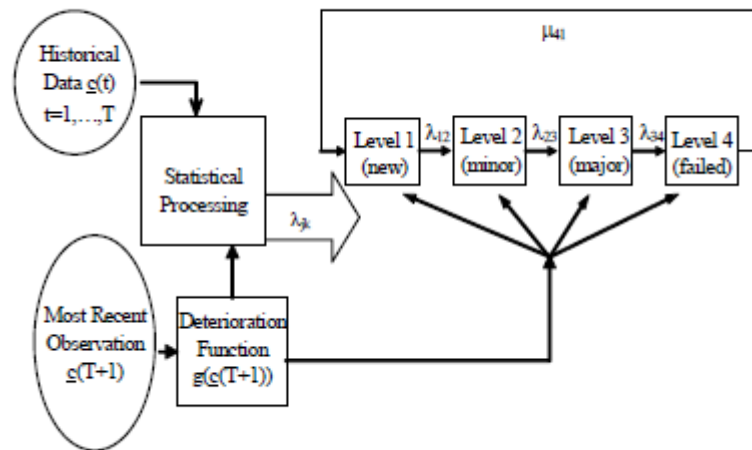 Historical
Data c(t)
t=1,...,T
Statistical
Processing
λjk
Most Recent
Observation
c(T+1)
Deterioration
Function
g(c(T+1))
μ41
Level 1
(new)
λ12
Level 2
(minor)
λ23
Level 3
(major)
λ34
Level 4
(failed)